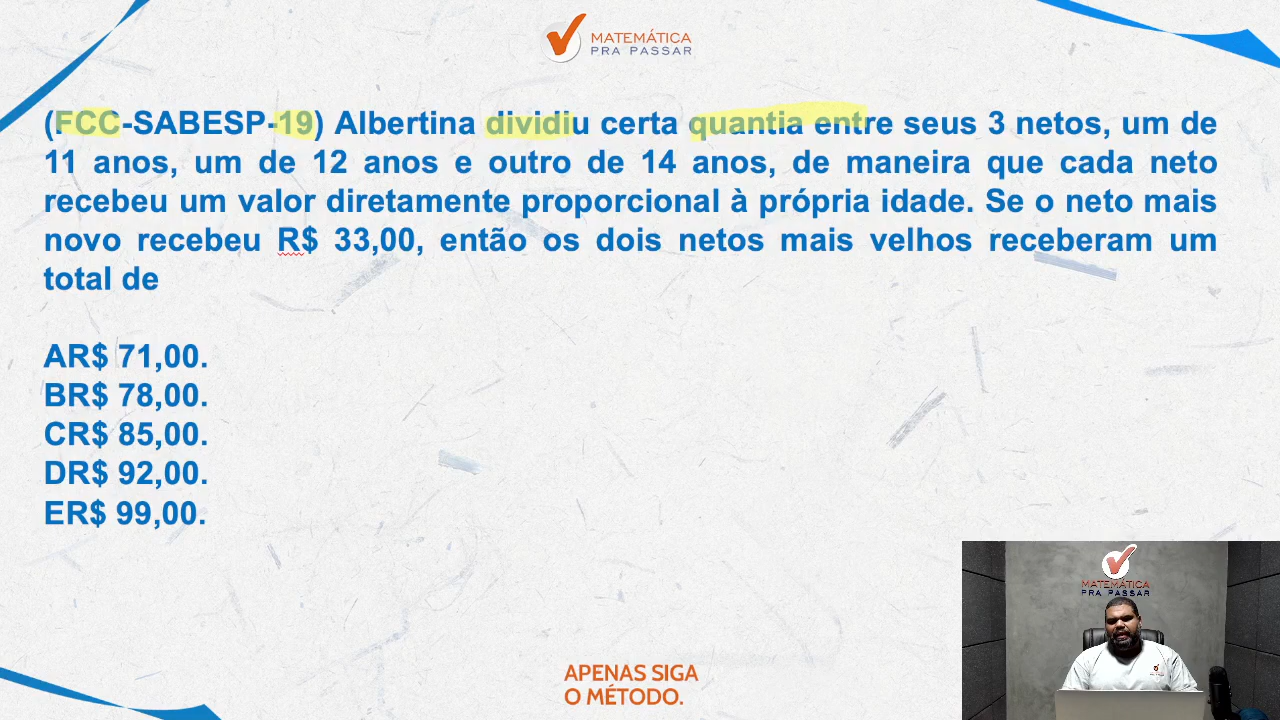 MATEMÁTICA
PRA PASSAR
(FCC-SABESP-19) Albertina dividiu certa quantia entre seus 3 netos, um de
11 anos, um de 12 anos e outro de 14 anos, de maneira que cada neto
recebeu um valor diretamente proporcional à própria idade. Se o neto mais
novo recebeu R$ 33,00, então os dois netos mais velhos receberam um
total de
AR$ 71,00.
BR$ 78,00.
CR$ 85,00.
DR$ 92,00.
ER$ 99,00.
MATEMÁTICA
PRA PASSAR
APENAS SIGA
O MÉTODO.